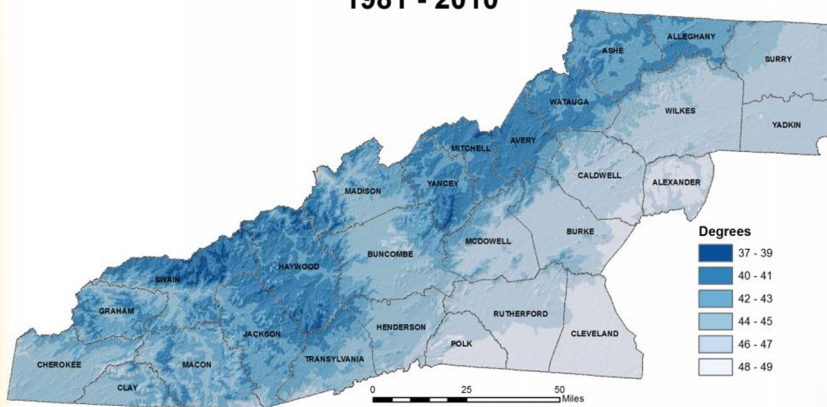 1981 - 2010
ALLEGHANY
ASHE
SURRY
WATAUGA
WILKES
YADKIN
AVERY
MITCHELL
CALDWELL
YANCEY
ALEXANDER
MADISON
BURKE
MCDOWELL
BUNCOMBE
HAYWOOD
SWAIN
GRAHAM
RUTHERFORD
HENDERSON
CLEVELAND
JACKSON
POLK
TRANSYLVANIA
CHEROKEE
MACON
CLAY
Degrees
37 - 39
40 - 41
42 - 43
44 - 45
46 - 47
48 - 49
0 25 50
Miles